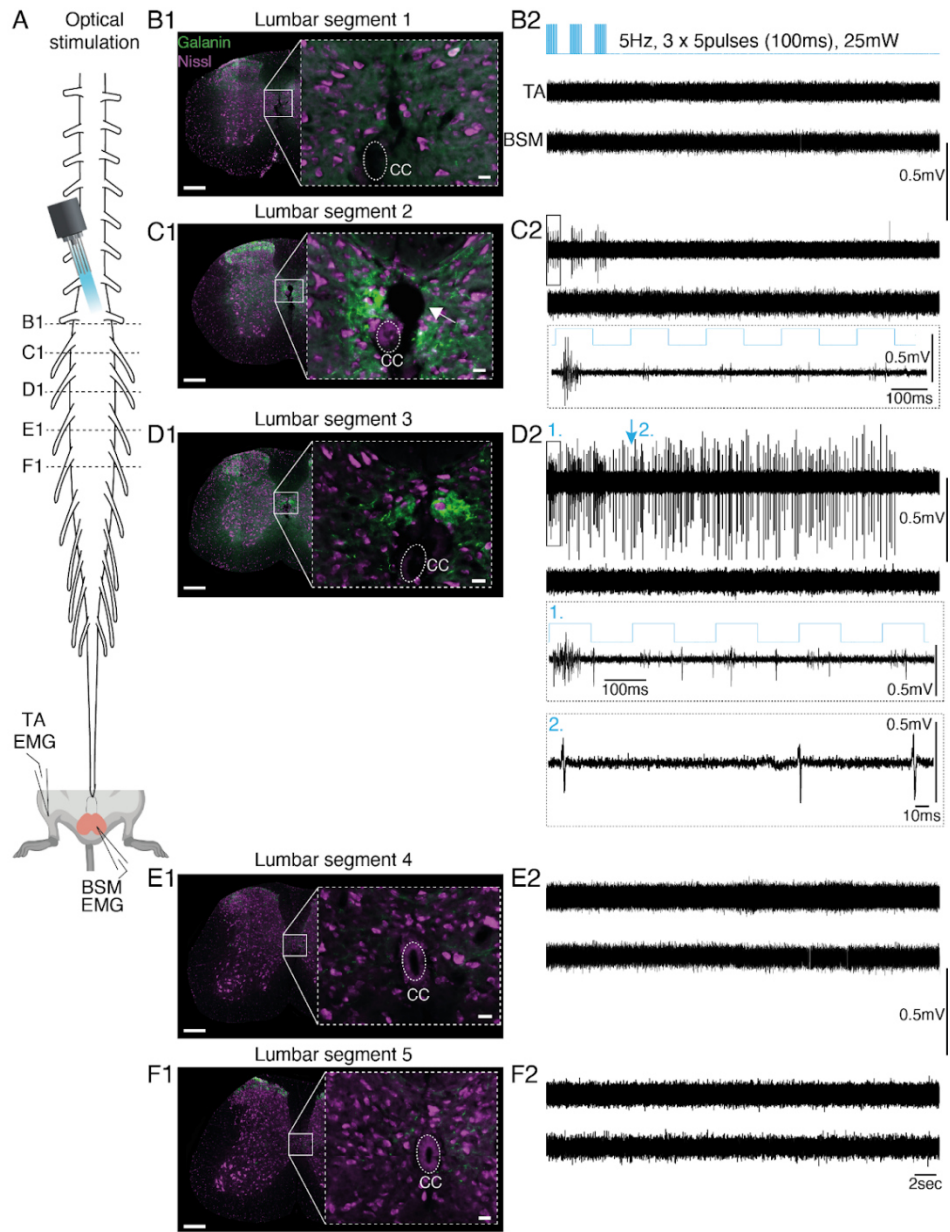 A
Optical
stimulation
B1
C1
D1
E1
F1
TA
EMG
BSM
EMG
B1
Lumbar segment 1
Galanin
Nissl
CC
B2
5Hz, 3 x 5pulses (100ms), 25mW
TA
BSM
0.5mV
C1
Lumbar segment 2
CC
C2
0.5mV
100ms
D1
Lumbar segment 3
CC
D2
1.
2.
0.5mV
1.
100ms
0.5mV
2.
0.5mV
10ms
E1
Lumbar segment 4
CC
E2
0.5mV
F1
Lumbar segment 5
CC
F2
2sec